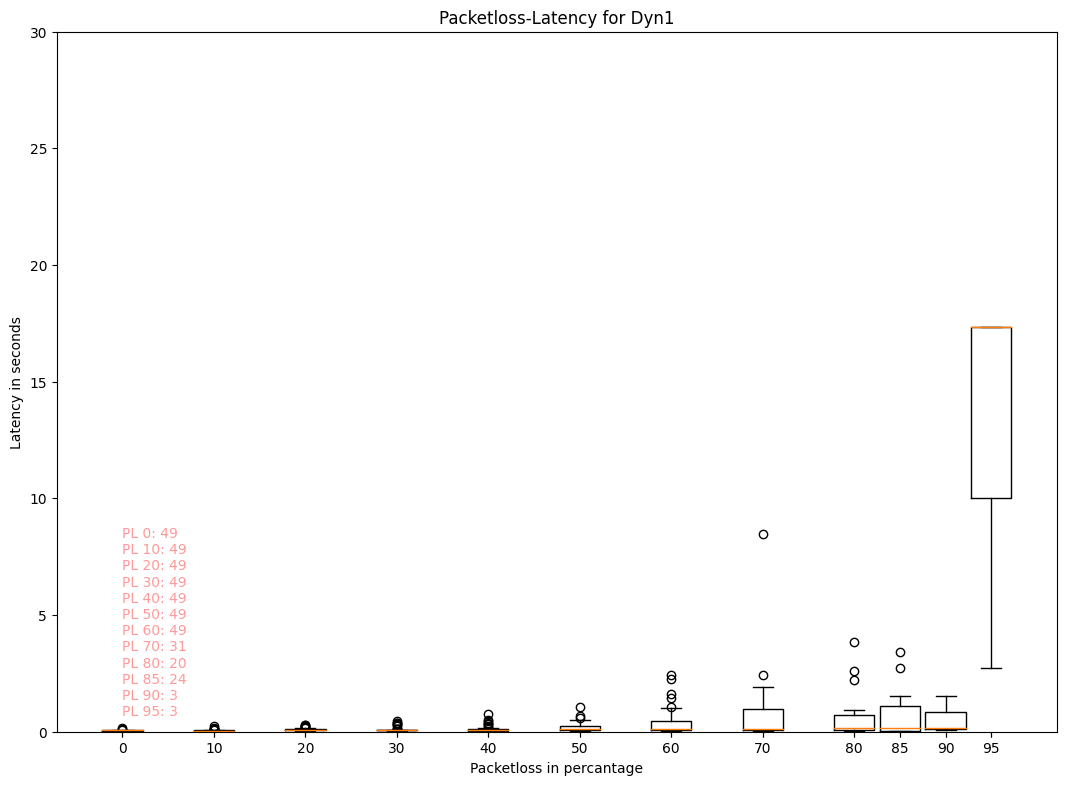 Packetloss-Latency for Dyn1
30
25
20
15
10
5
0
Latency in seconds
PL 0: 49
PL 10: 49
PL 20: 49
PL 30: 49
PL 40: 49
PL 50: 49
PL 60: 49
PL 70: 31
PL 80: 20
PL 85: 24
PL 90: 3
PL 95: 3
0 10 20 30 40 50 60 70 80 85 90 95
Packetloss in percantage